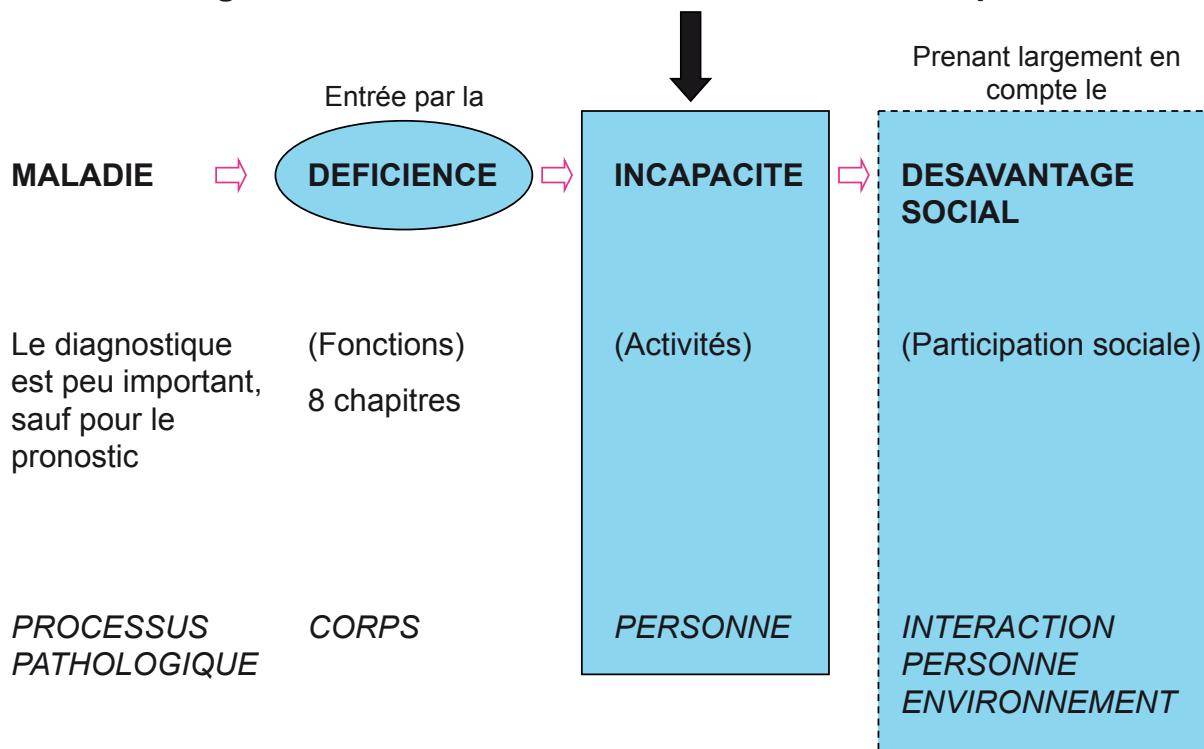 Prenant largement en
compte le
Entrée par la
MALADIE
DEFICIENCE
INCAPACITE
DESAVANTAGE
SOCIAL
Le diagnostique
est peu important,
sauf pour le
pronostic
(Fonctions)
8 chapitres
(Activités)
(Participation sociale)
PROCESSUS
PATHOLOGIQUE
CORPS
PERSONNE
INTERACTION
PERSONNE
ENVIRONNEMENT